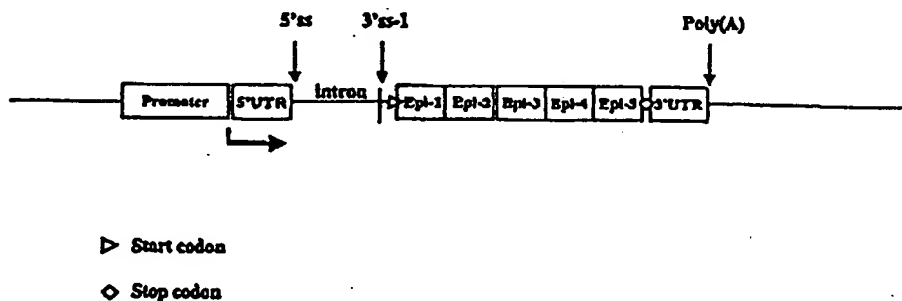 5'ss 3'ss-1 Poly(A)
Promoter 5'UTR intron Epi-1 Epi-2 Epi-3 Epi-4 Epi-5 3'UTR
Start codon
Stop codon